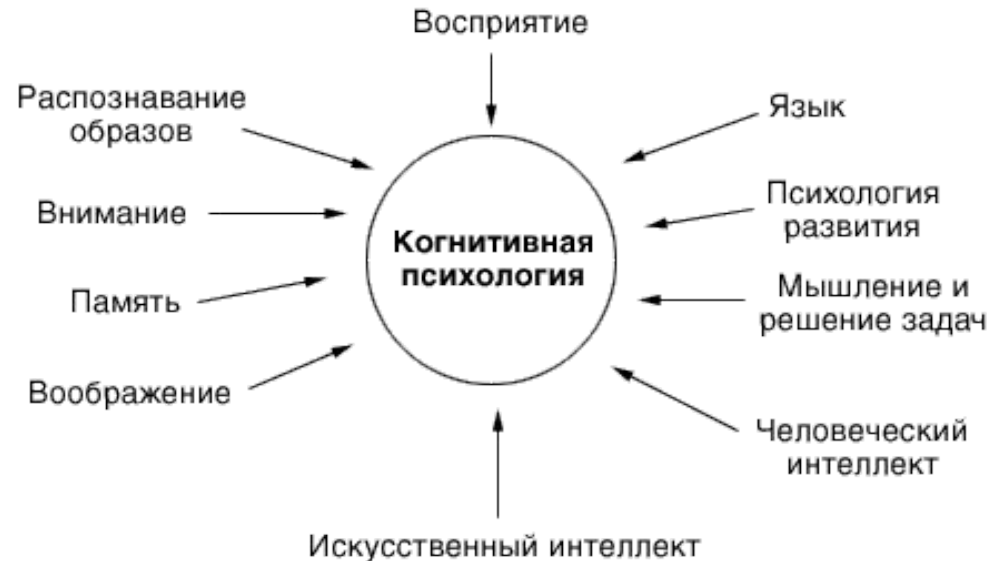 Восприятие
Распознавание
образов
Язык
Внимание
Психология
развития
Когнитивная
психология
Память
Мышление и
решение задач
Воображение
Человеческий
интеллект
Искусственный интеллект